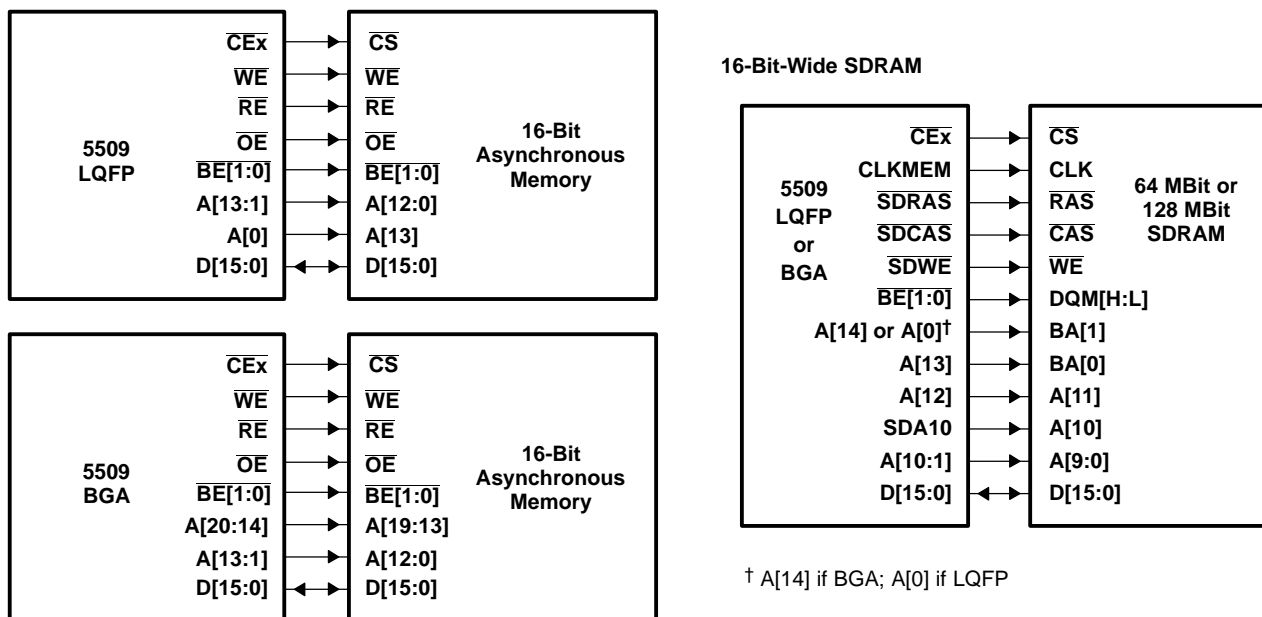 5509
LQFP
CEx
WE
RE
OE
BE[1:0]
A[13:1]
A[0]
D[15:0]
CS
WE
RE
OE
BE[1:0]
A[12:0]
A[13]
D[15:0]
16-Bit
Asynchronous
Memory
5509
BGA
CEx
WE
RE
OE
BE[1:0]
A[20:14]
A[13:1]
D[15:0]
CS
WE
RE
OE
BE[1:0]
A[19:13]
A[12:0]
D[15:0]
16-Bit
Asynchronous
Memory
16-Bit-Wide SDRAM
5509
LQFP
or
BGA
CEx
CLKMEM
SDRAS
SDCAS
SDWE
BE[1:0]
A[14] or A[0]†
A[13]
A[12]
SDA10
A[10:1]
D[15:0]
CS
CLK
RAS
CAS
WE
DQM[H:L]
BA[1]
BA[0]
A[11]
A[10]
A[9:0]
D[15:0]
64 MBit or
128 MBit
SDRAM
† A[14] if BGA; A[0] if LQFP